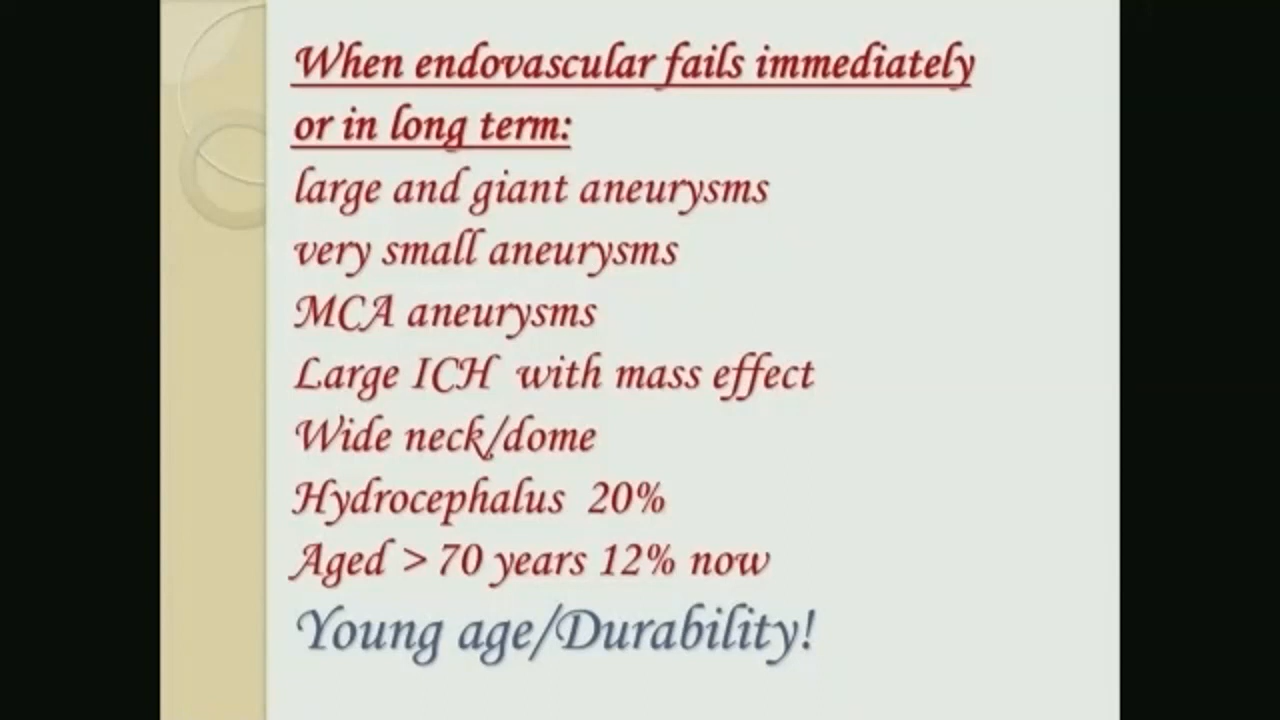 When endovascular fails immediately
or in long term:
large and giant aneurysms
very small aneurysms
MCA aneurysms
Large ICH with mass effect
Wide neck/dome
Hydrocephalus 20%
Aged > 70 years 12% now
Young age/Durability!